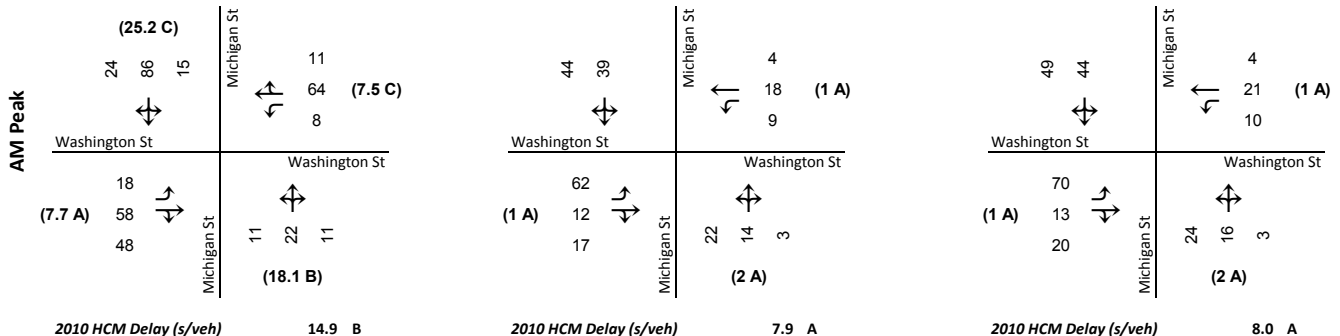 AM Peak
(25.2 C)
24 86 15
Michigan St
11
64 (7.5 C)
8
Washington St
Washington St
18
(7.7 A) 58
48
Michigan St
11 22 11
(18.1 B)
2010 HCM Delay (s/veh) 14.9 B
44 39
Michigan St
4
18 (1 A)
9
Washington St
Washington St
62
(1 A) 12
17
Michigan St
22 14 3
(2 A)
2010 HCM Delay (s/veh) 7.9 A
49 44
Michigan St
4
21 (1 A)
10
Washington St
Washington St
70
(1 A) 13
20
Michigan St
24 16 3
(2 A)
2010 HCM Delay (s/veh) 8.0 A